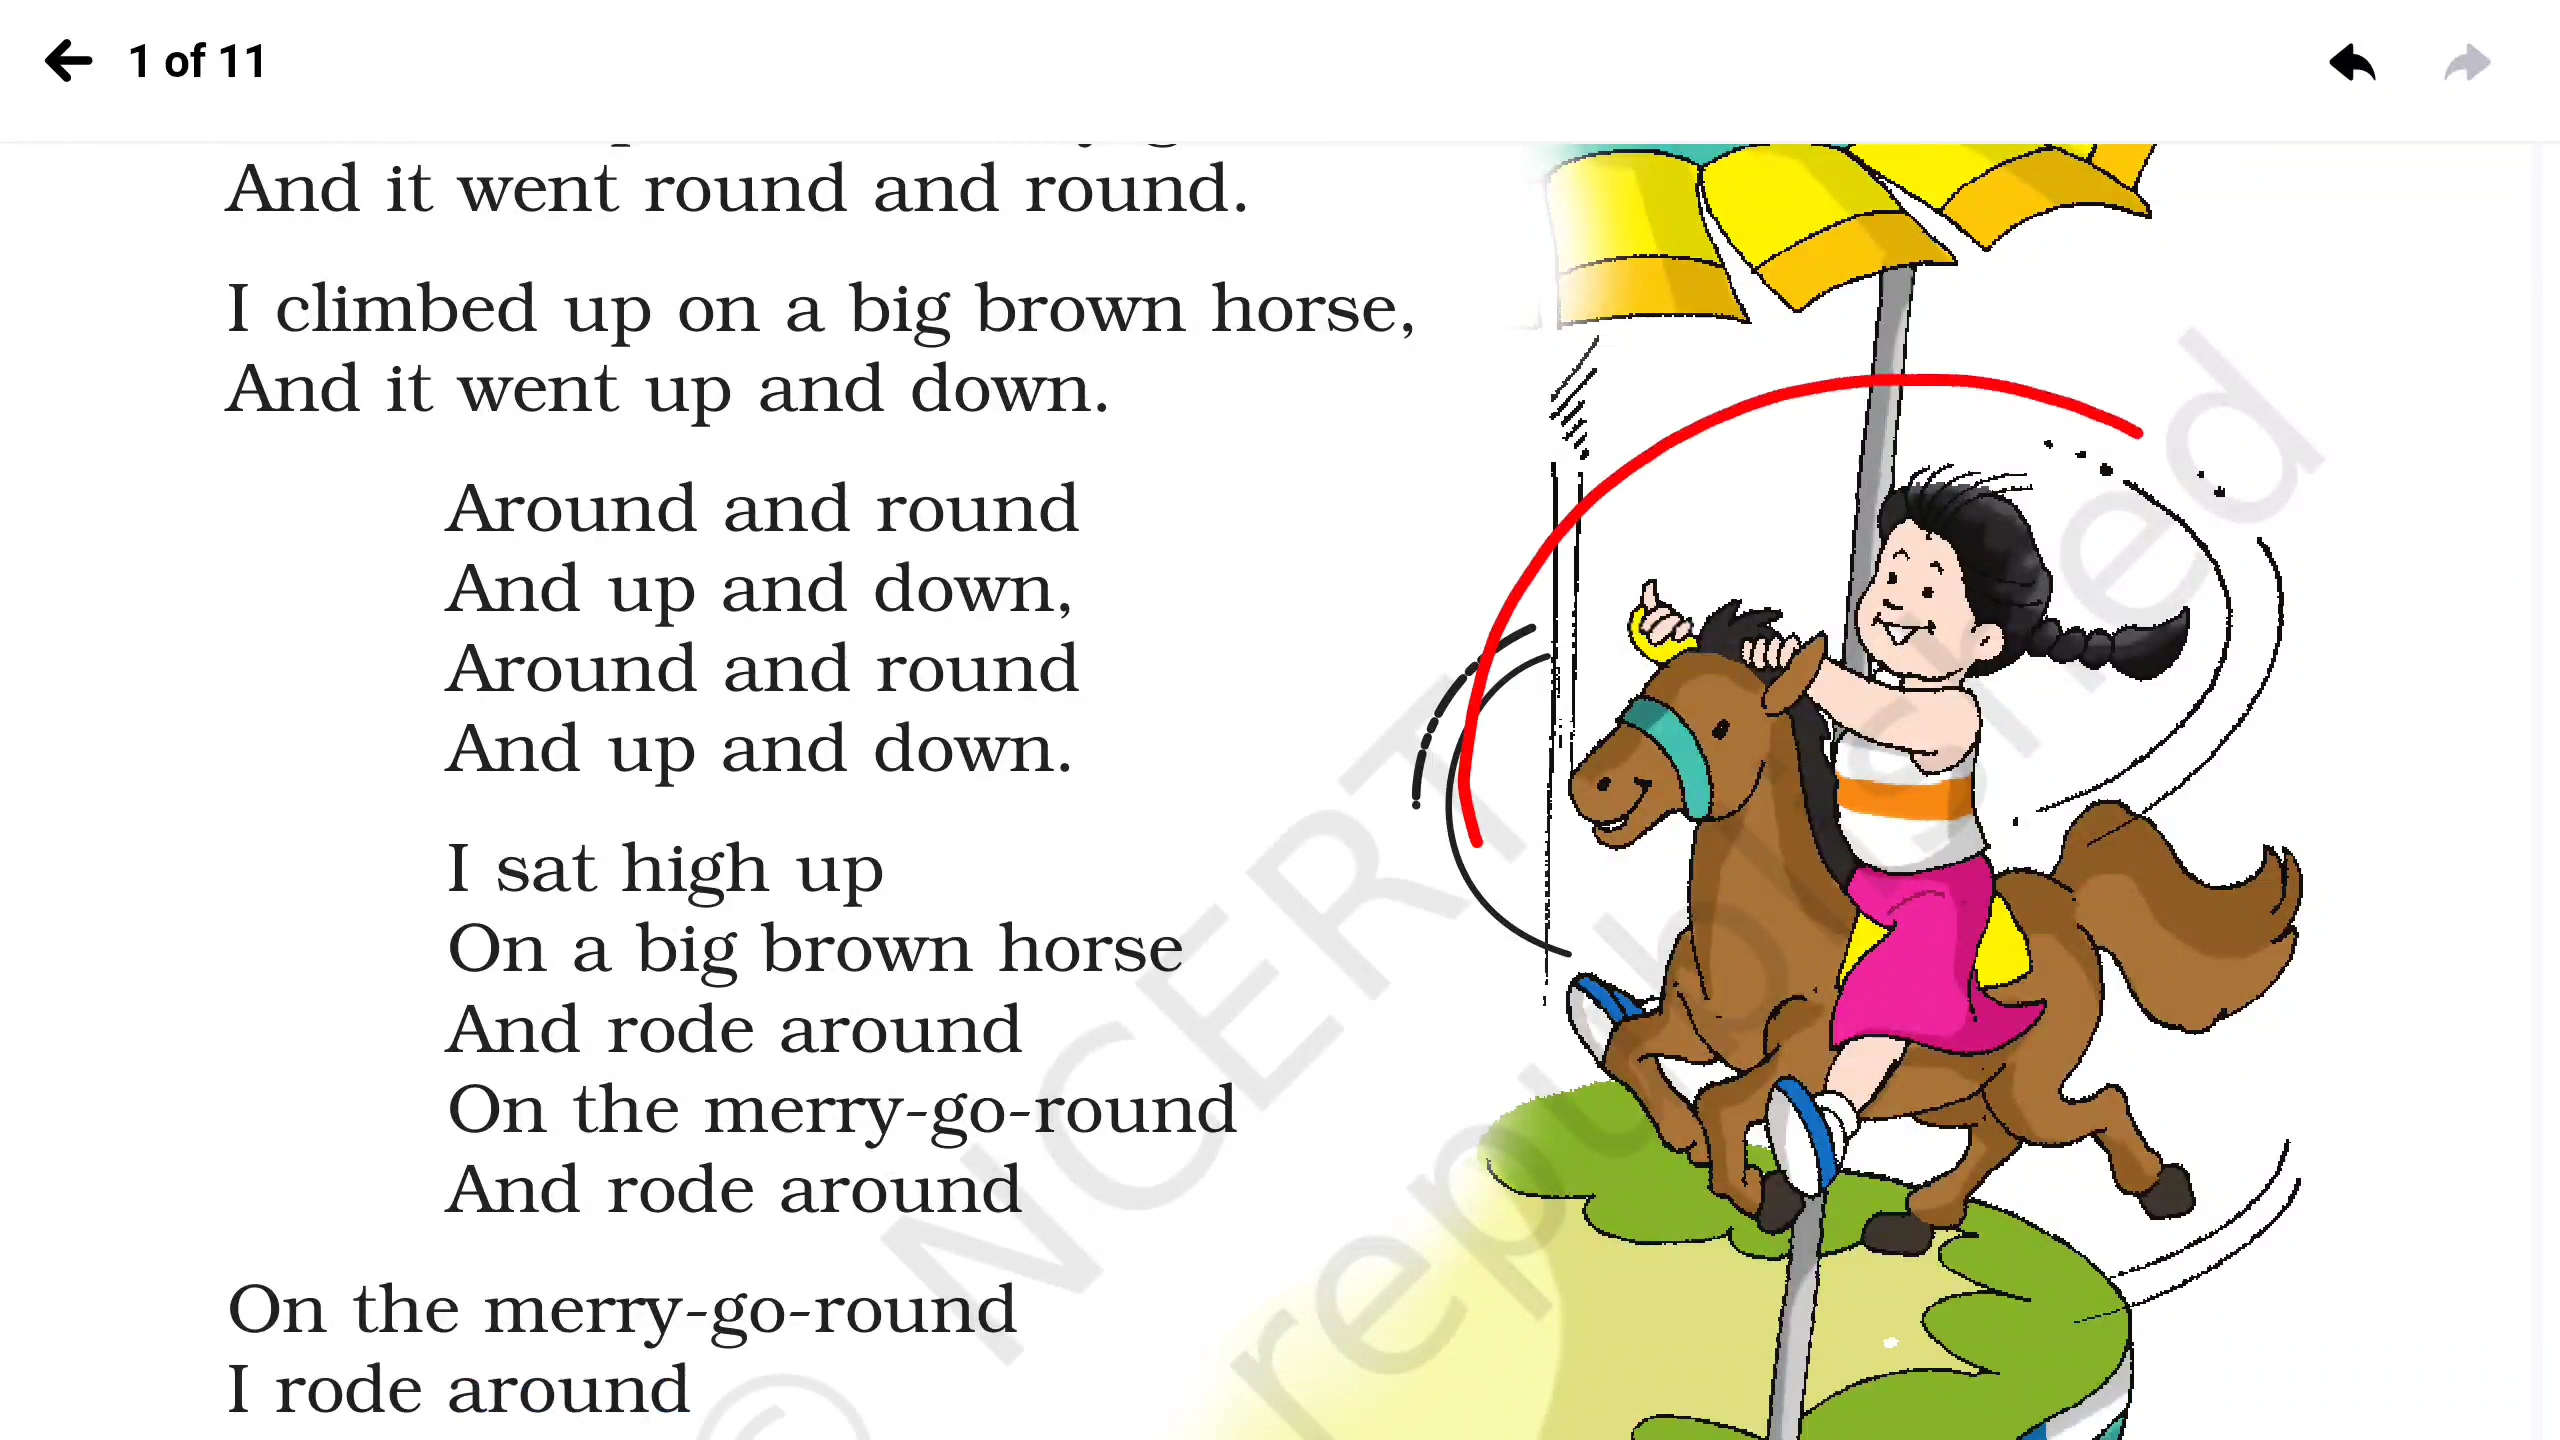 1 of 11
And it went round and round.
I climbed up on a big brown horse,
And it went up and down.
Around and round
And up and down,
Around and round
And up and down.
I sat high up
On a big brown horse
And rode around
On the merry-go-round
And rode around
On the merry-go-round
I rode around
© NCERT
republished